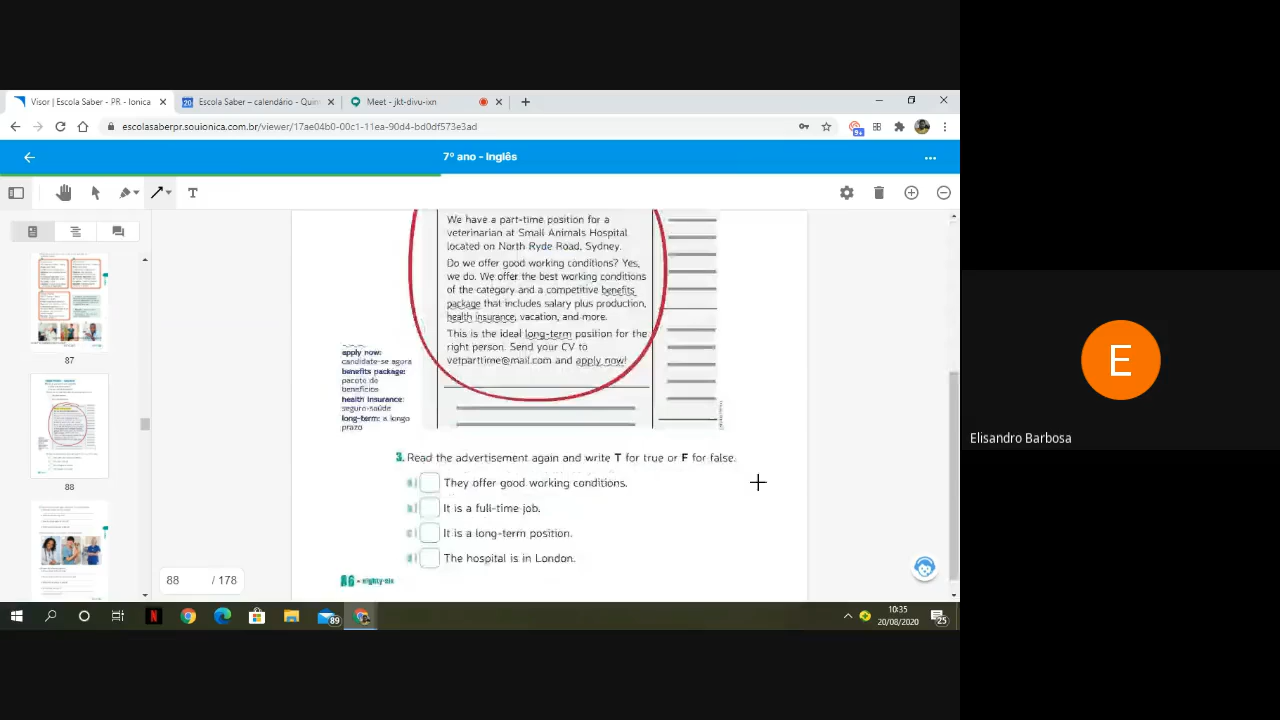 Visor | Escola Saber - PR - Ionica
Escola Saber – calendário - Quin
Meet - jkt-divu-ixn
escolasaberpr.souionica.com.br/viewer/17ae04b0-00c1-11ea-90d4-bd0df573e3ad
9+
7º ano - Inglês
T
87
88
We have a part-time position for a
veterinarian at Small Animals Hospital
located on North Ryde Road, Sydney.
Do we offer good working conditions? Yes,
we do! We offer the best working conditions
of the country and a competitive benefits
package that includes salary plus production,
health insurance, vacation, and more.
This is the ideal long-term position for the
right person. Send your CV to
vetparttime@mail.com and apply now!
apply now:
candidate-se agora
benefits package:
pacote de
benefícios
health insurance:
seguro-saúde
long-term: a longo
prazo
3. Read the advertisement again and write T for true or F for false.
They offer good working conditions.
It is a full-time job.
It is a long-term position.
The hospital is in London.
86 • eighty-six
88 / 178
E
Elisandro Barbosa
89
10:35
20/08/2020
25